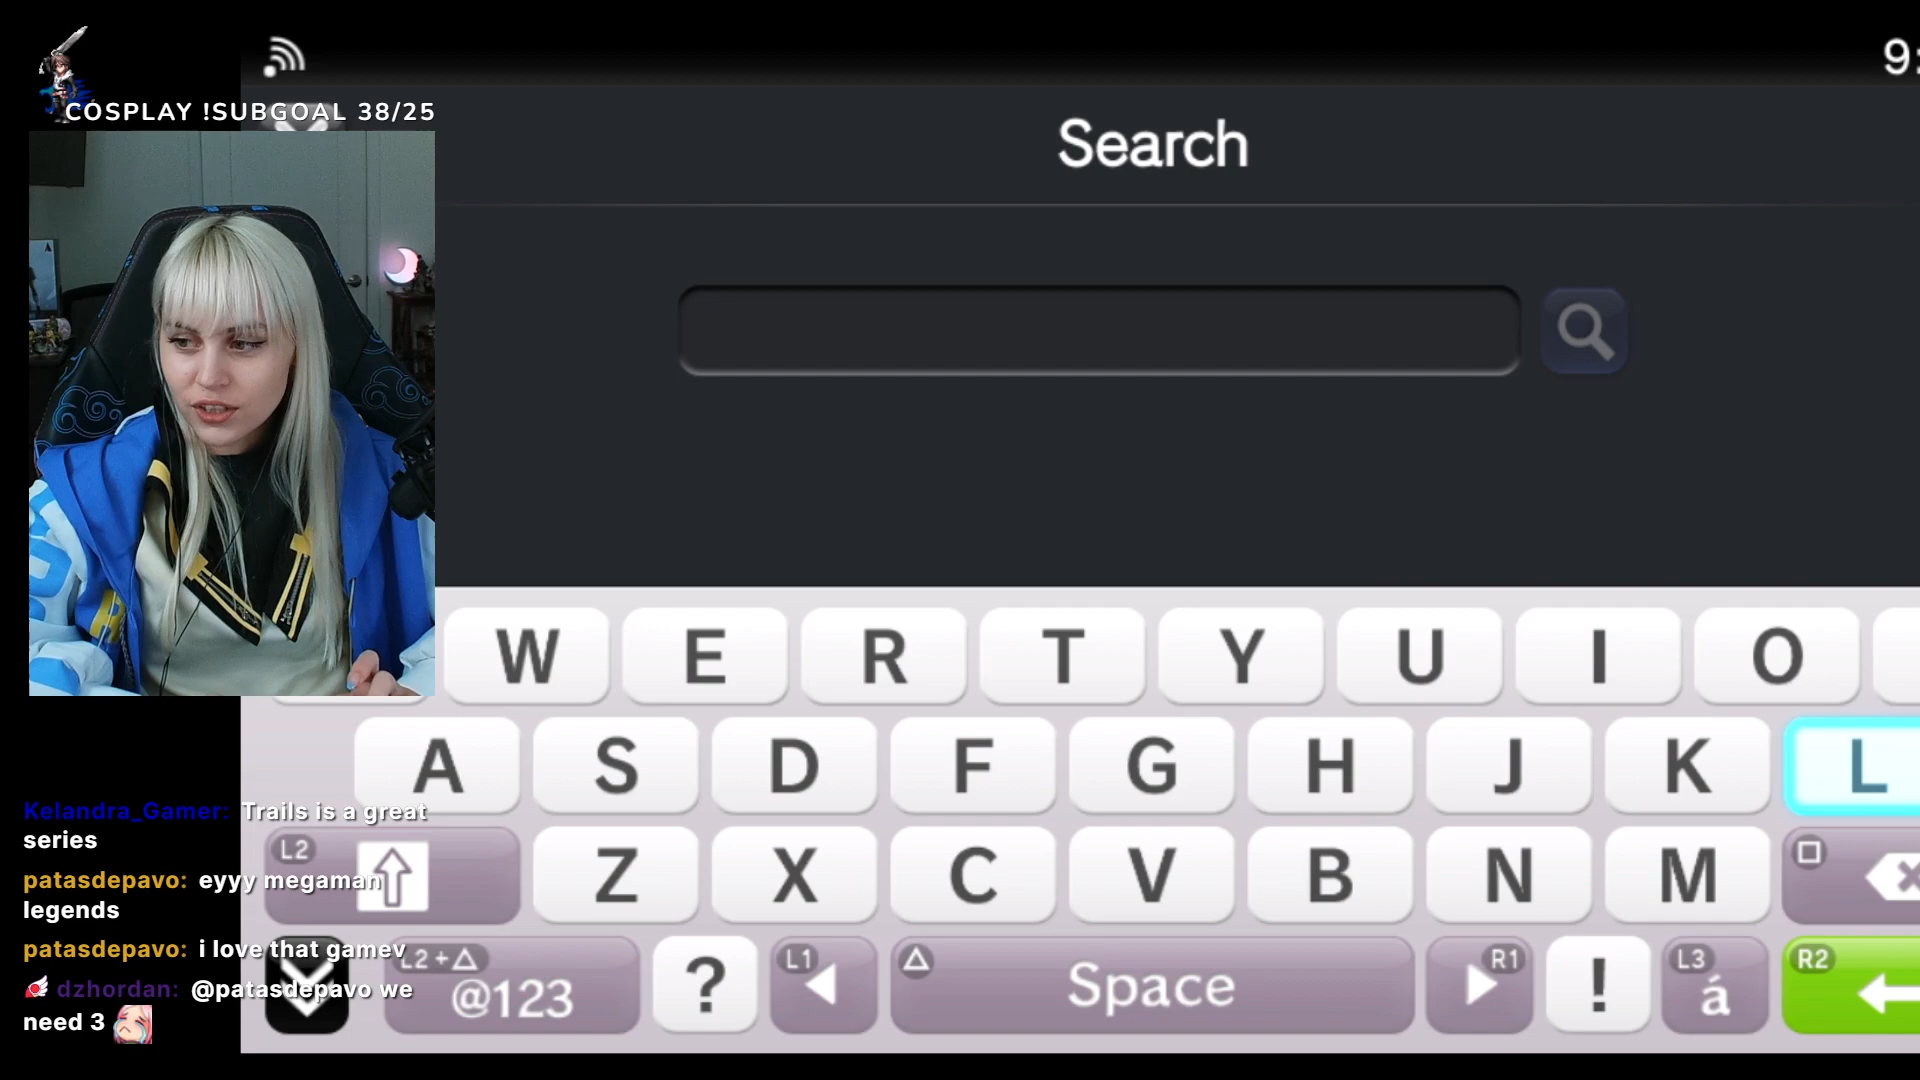 9:
COSPLAY !SUBGOAL 38/25
Search
W E R T Y U I O
A S D F G H J K L
L2 Z X C V B N M
L2 + △ @123 ? L1 △ Space R1 ! L3 á R2
Kelandra_Gamer: Trails is a great
series
patasdepavo: eyyy megaman
legends
patasdepavo: i love that gamev
dzhordan: @patasdepavo we
need 3